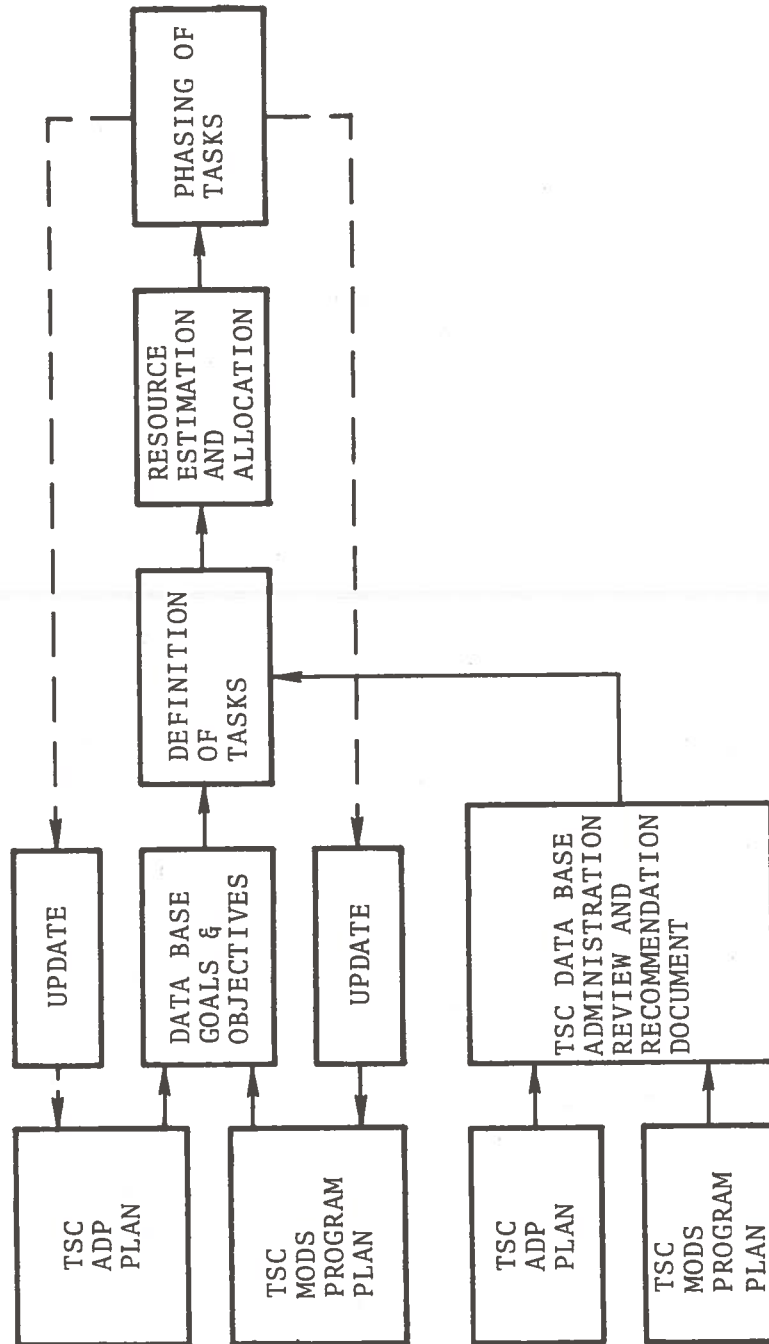 TSC
ADP
PLAN
UPDATE
DATA BASE
GOALS &
OBJECTIVES
TSC
MODS
PROGRAM
PLAN
UPDATE
DEFINITION
OF
TASKS
RESOURCE
ESTIMATION
AND
ALLOCATION
PHASING OF
TASKS
TSC
ADP
PLAN
TSC
MODS
PROGRAM
PLAN
TSC DATA BASE
ADMINISTRATION
REVIEW AND
RECOMMENDATION
DOCUMENT